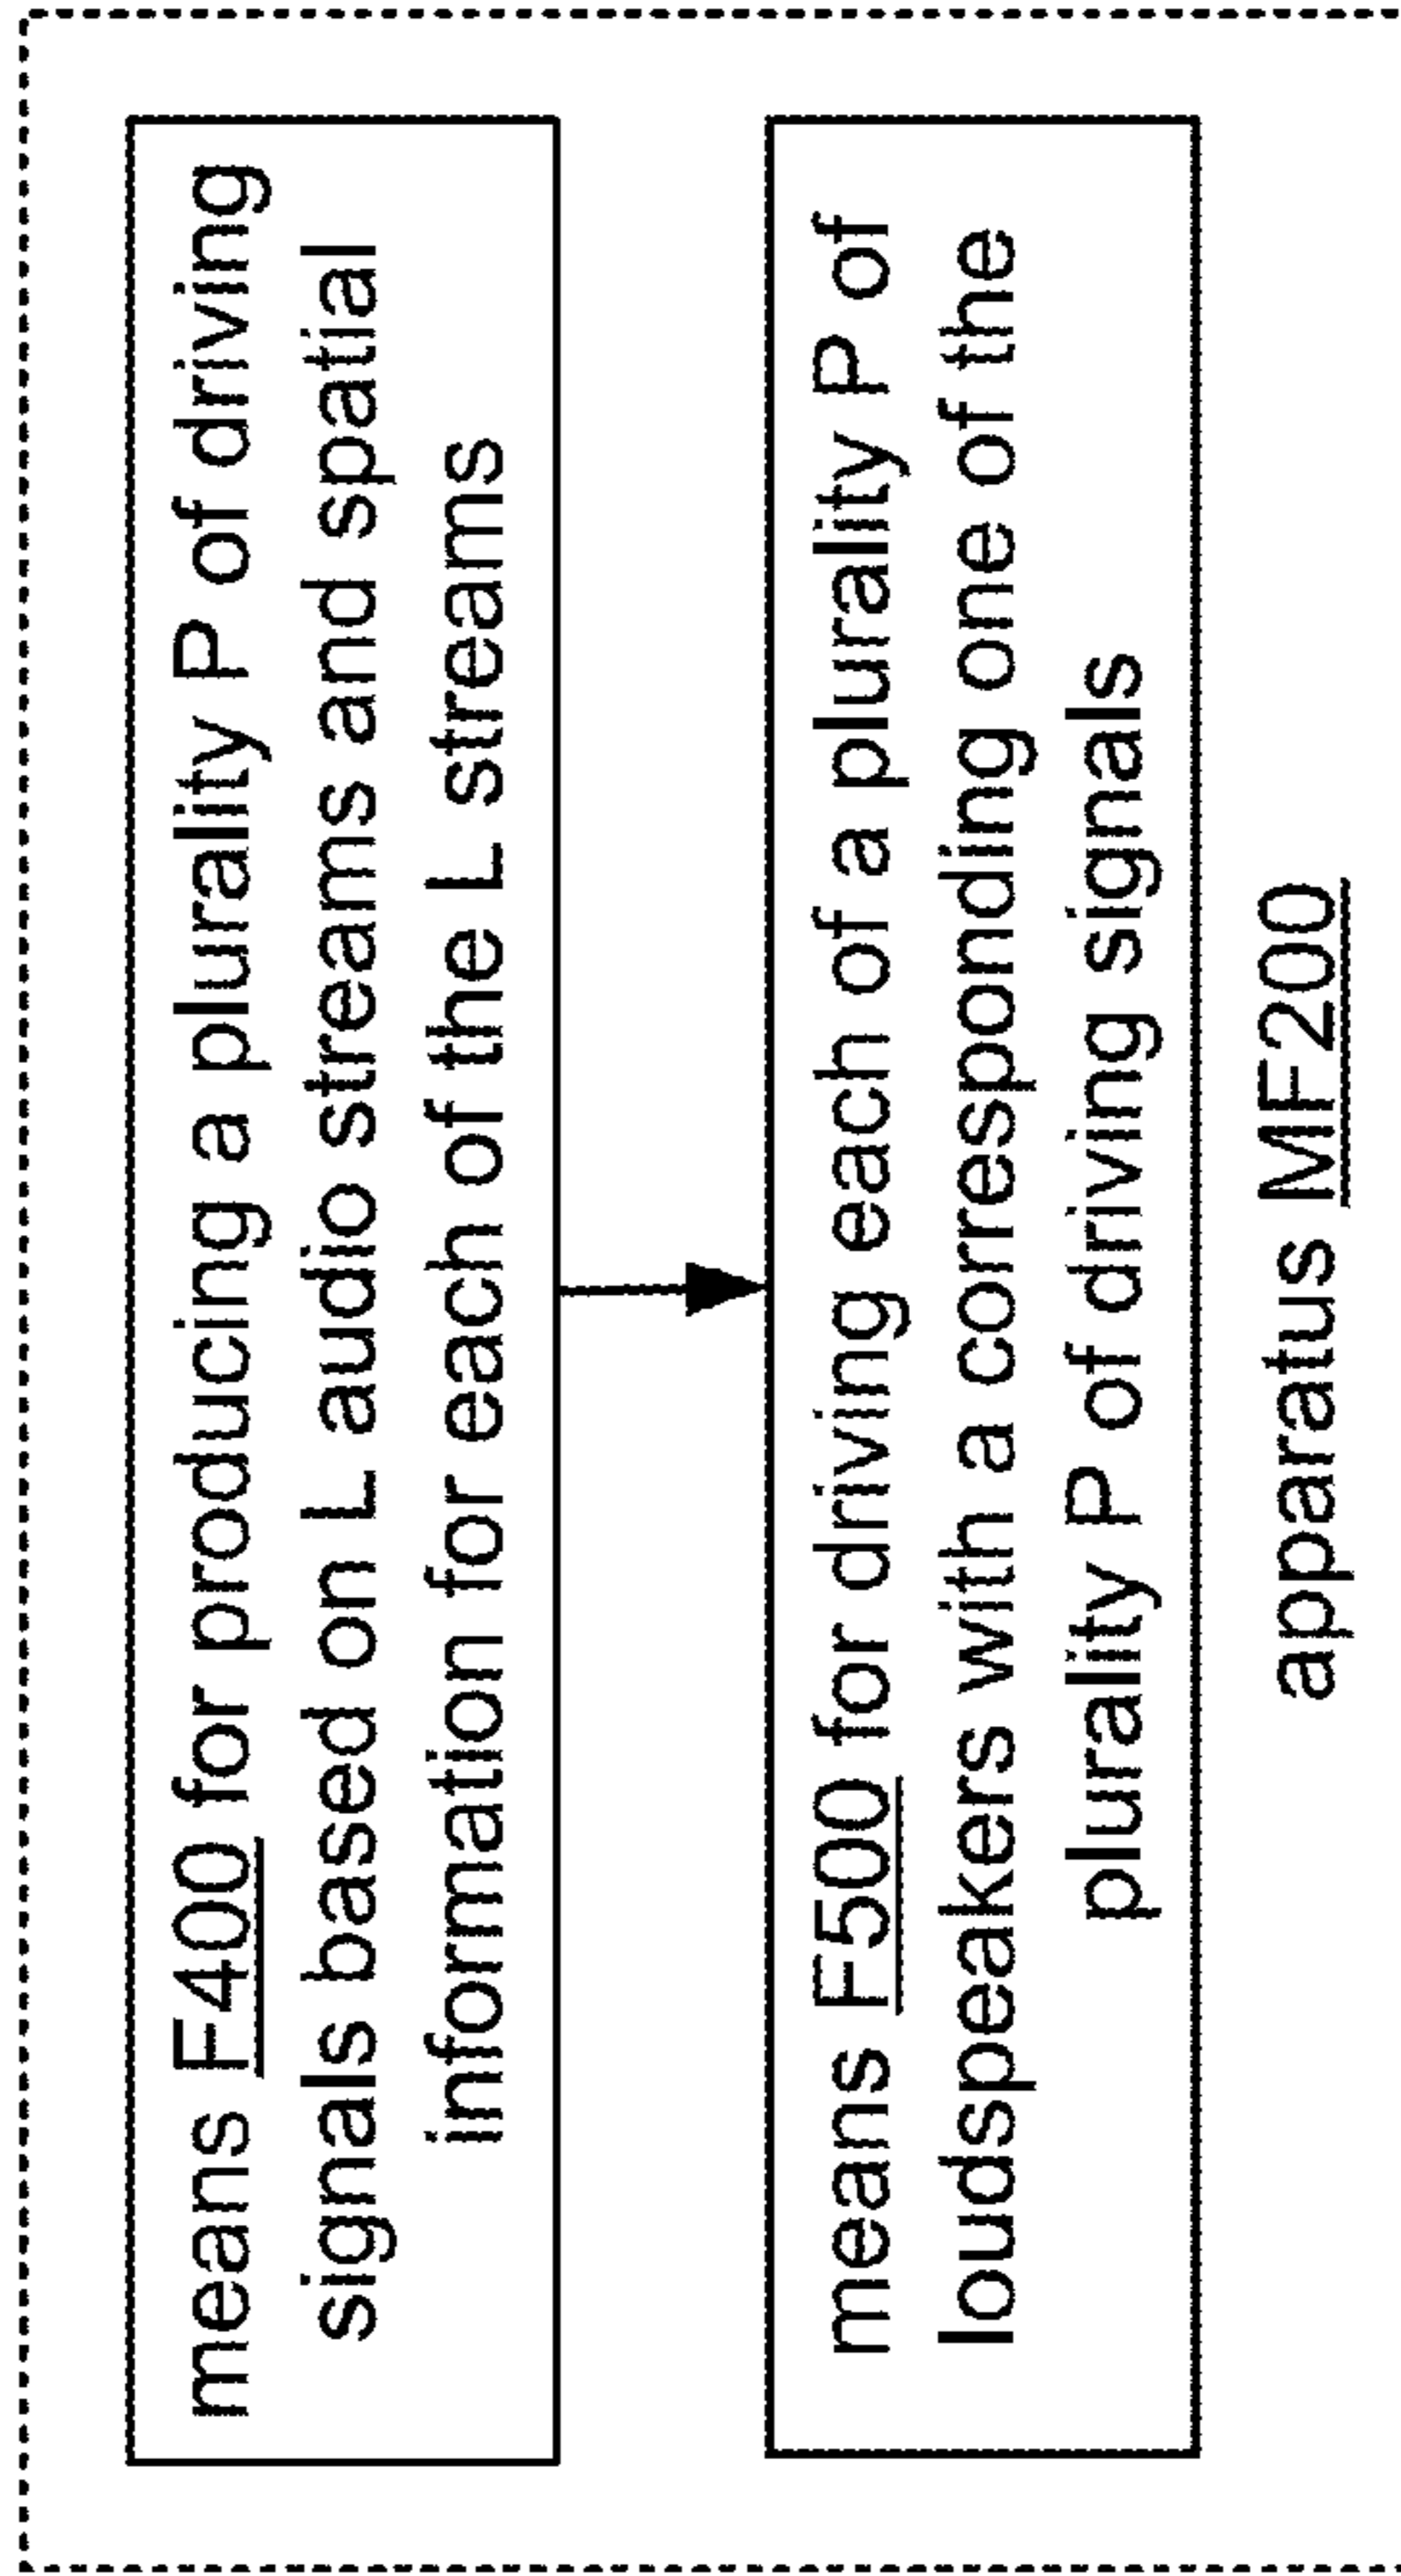 means F400 for producing a plurality P of driving
signals based on L audio streams and spatial
information for each of the L streams
means F500 for driving each of a plurality P of
loudspeakers with a corresponding one of the
plurality P of driving signals
apparatus MF200